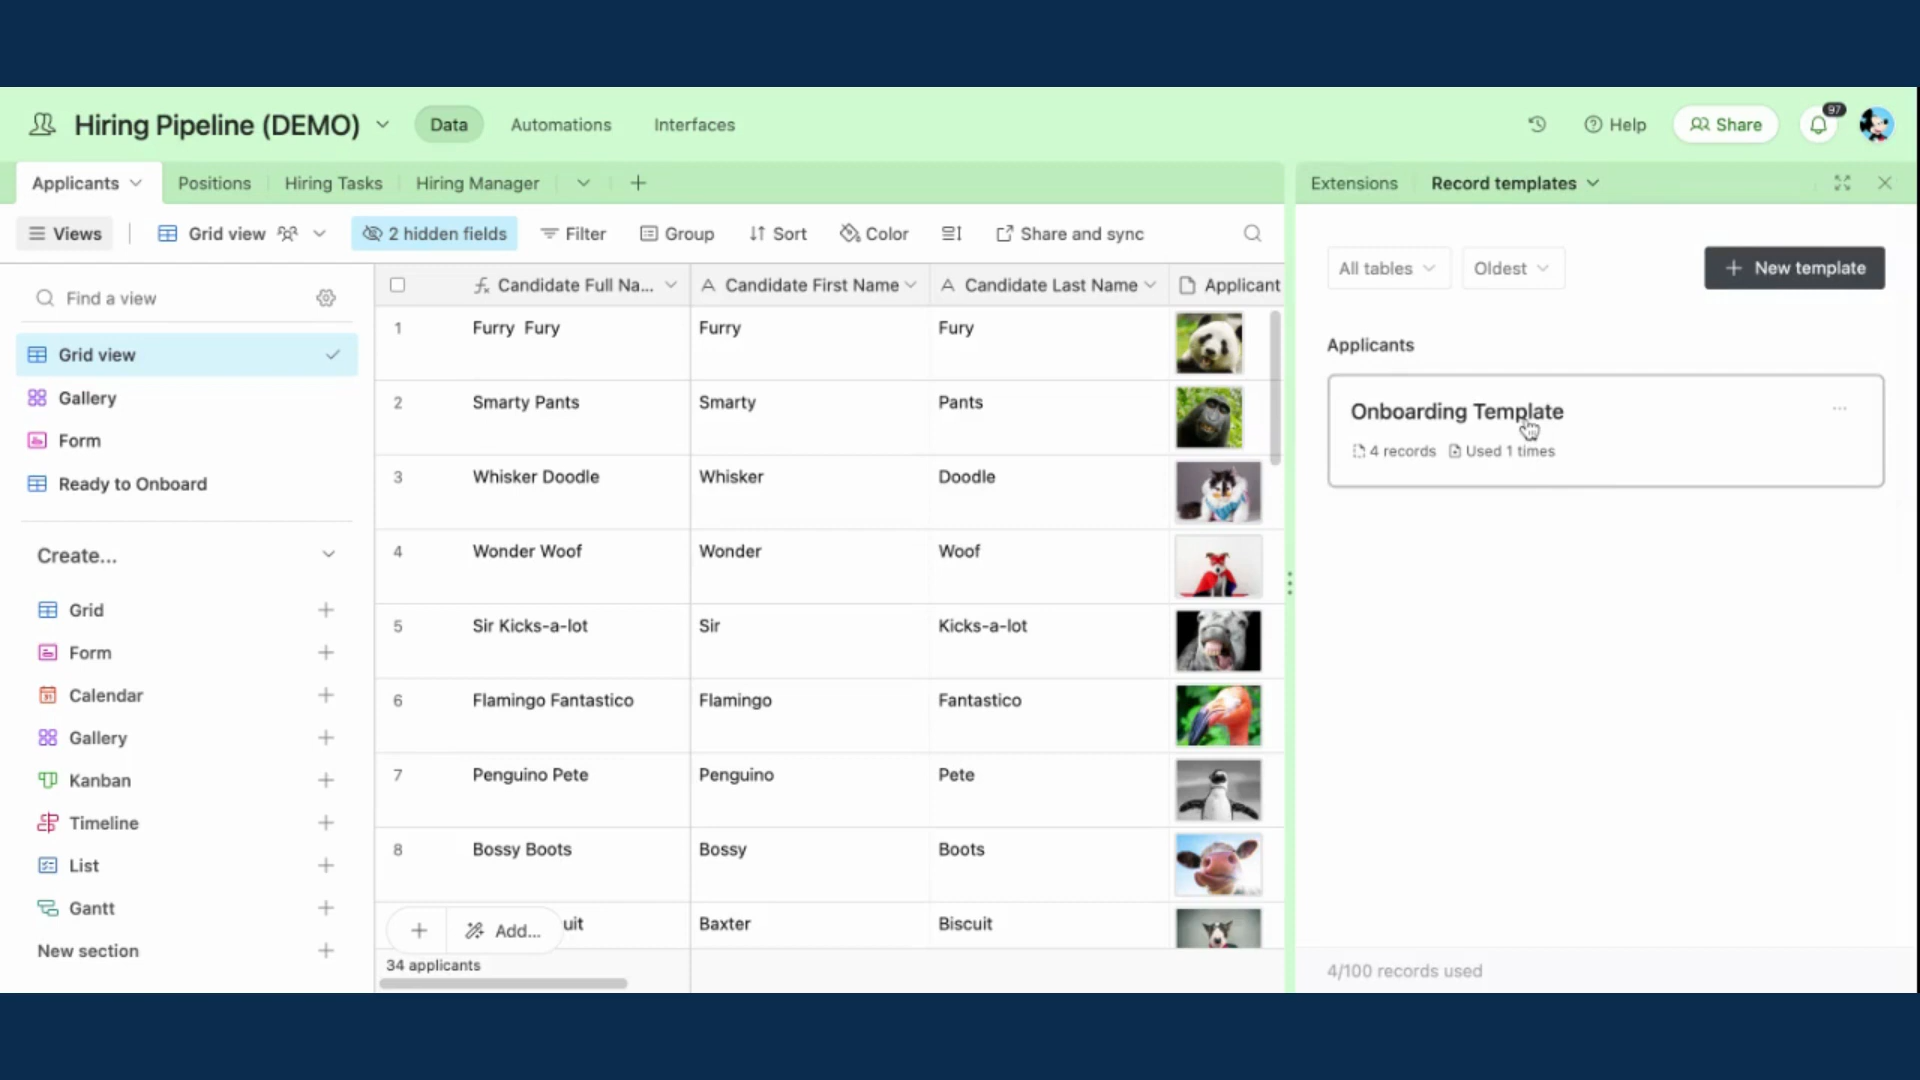 Hiring Pipeline (DEMO)
Data
Automations
Interfaces
Help
Share
97
Applicants
Positions
Hiring Tasks
Hiring Manager
Extensions
Record templates
Views
Grid view
2 hidden fields
Filter
Group
Sort
Color
Share and sync
All tables
Oldest
New template
Find a view
Grid view
Gallery
Form
Ready to Onboard
Create...
Grid
Form
Calendar
Gallery
Kanban
Timeline
List
Gantt
New section
Candidate Full Na...
Candidate First Name
Candidate Last Name
Applicant
1 Furry Fury Furry Fury
2 Smarty Pants Smarty Pants
3 Whisker Doodle Whisker Doodle
4 Wonder Woof Wonder Woof
5 Sir Kicks-a-lot Sir Kicks-a-lot
6 Flamingo Fantastico Flamingo Fantastico
7 Penguino Pete Penguino Pete
8 Bossy Boots Bossy Boots
uit Baxter Biscuit
Add...
34 applicants
Applicants
Onboarding Template
4 records Used 1 times
4/100 records used